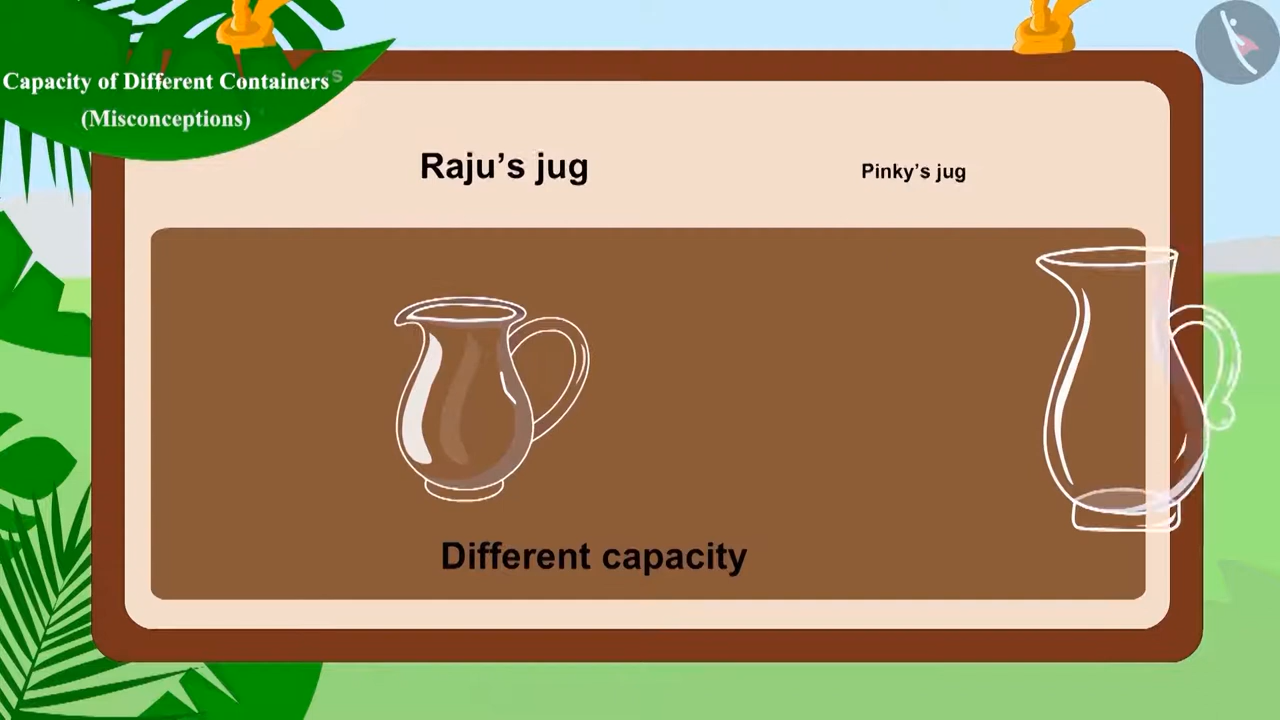 Capacity of Different Containers
(Misconceptions)
Raju’s jug
Pinky’s jug
Different capacity